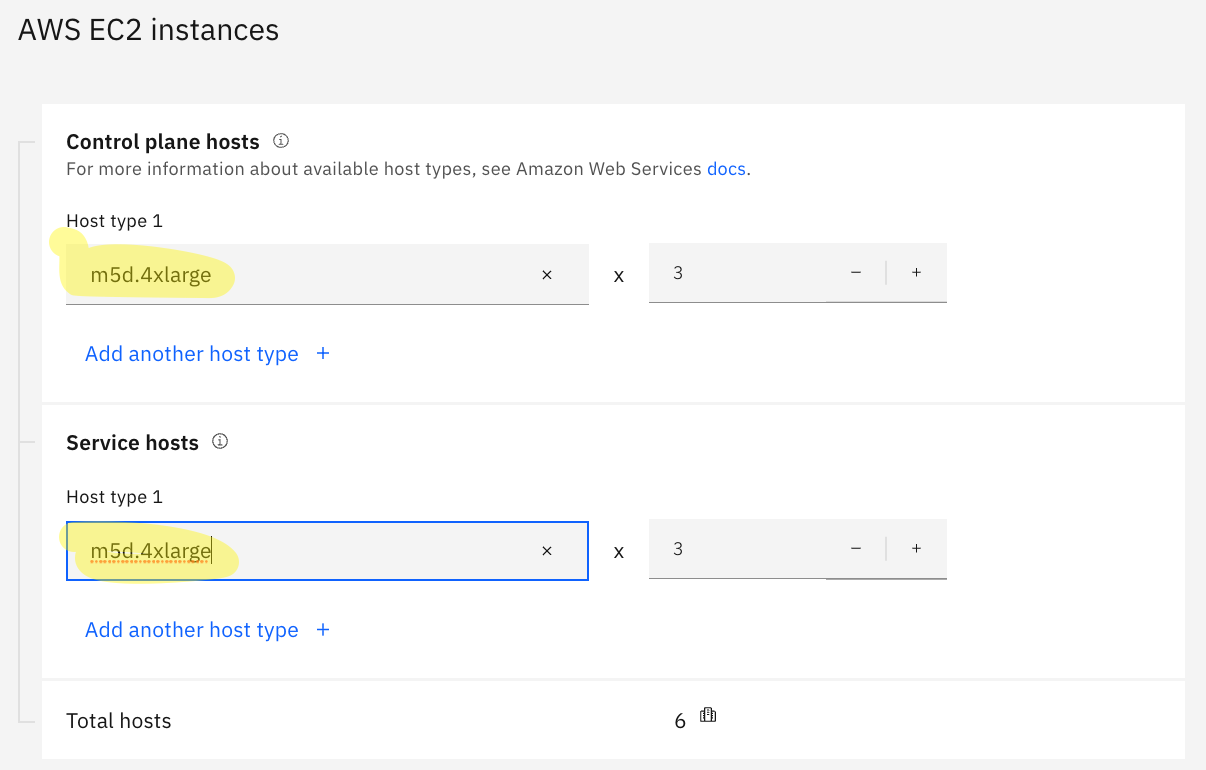 AWS EC2 instances
Control plane hosts
For more information about available host types, see Amazon Web Services docs.
Host type 1
m5d.4xlarge × x 3 − +
Add another host type +
Service hosts
Host type 1
m5d.4xlarge × x 3 − +
Add another host type +
Total hosts 6